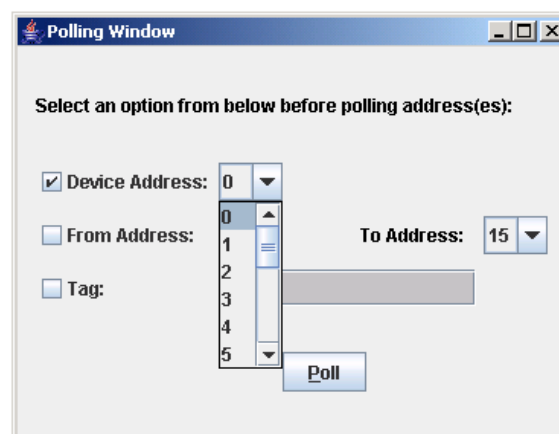 Polling Window
Select an option from below before polling address(es):
Device Address: 0
0
From Address: To Address: 15
1
2
Tag:
3
4
5
Poll